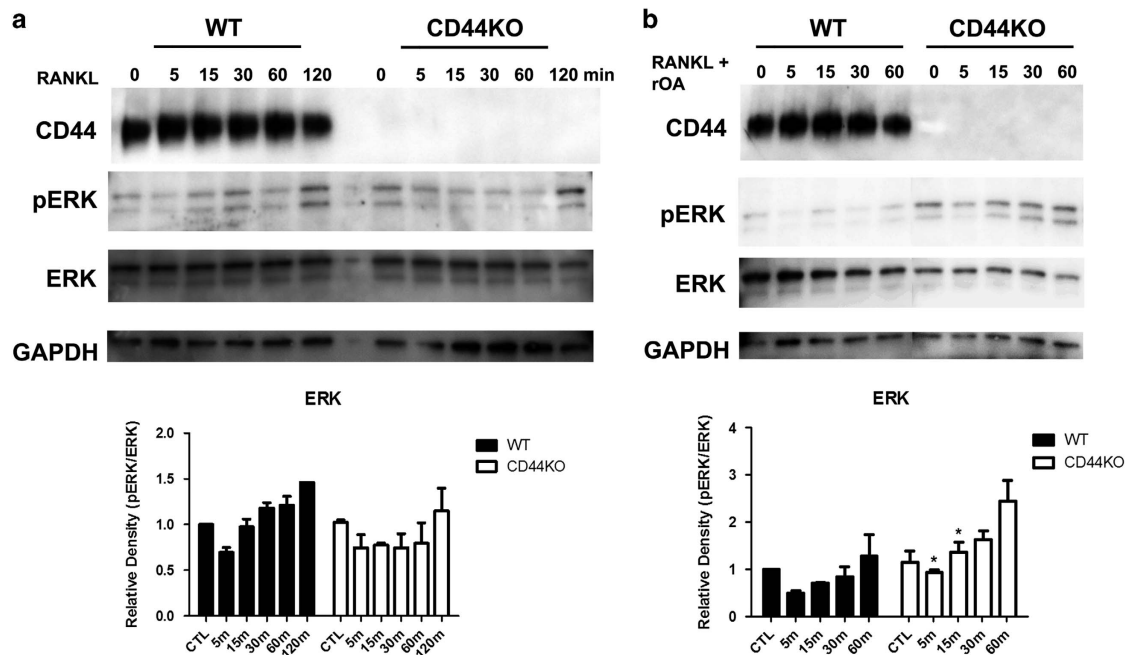 a
WT CD44KO
RANKL 0 5 15 30 60 120 0 5 15 30 60 120 min
CD44
pERK
ERK
GAPDH
ERK
Relative Density (pERK/ERK)
2.0
1.5
1.0
0.5
0.0
CTL 5m 15m 30m 60m 120m CTL 5m 15m 30m 60m 120m
WT
CD44KO
b
WT CD44KO
RANKL +
rOA
0 5 15 30 60 0 5 15 30 60
CD44
pERK
ERK
GAPDH
ERK
Relative Density (pERK/ERK)
4
3
2
1
0
* *
CTL 5m 15m 30m 60m CTL 5m 15m 30m 60m
WT
CD44KO